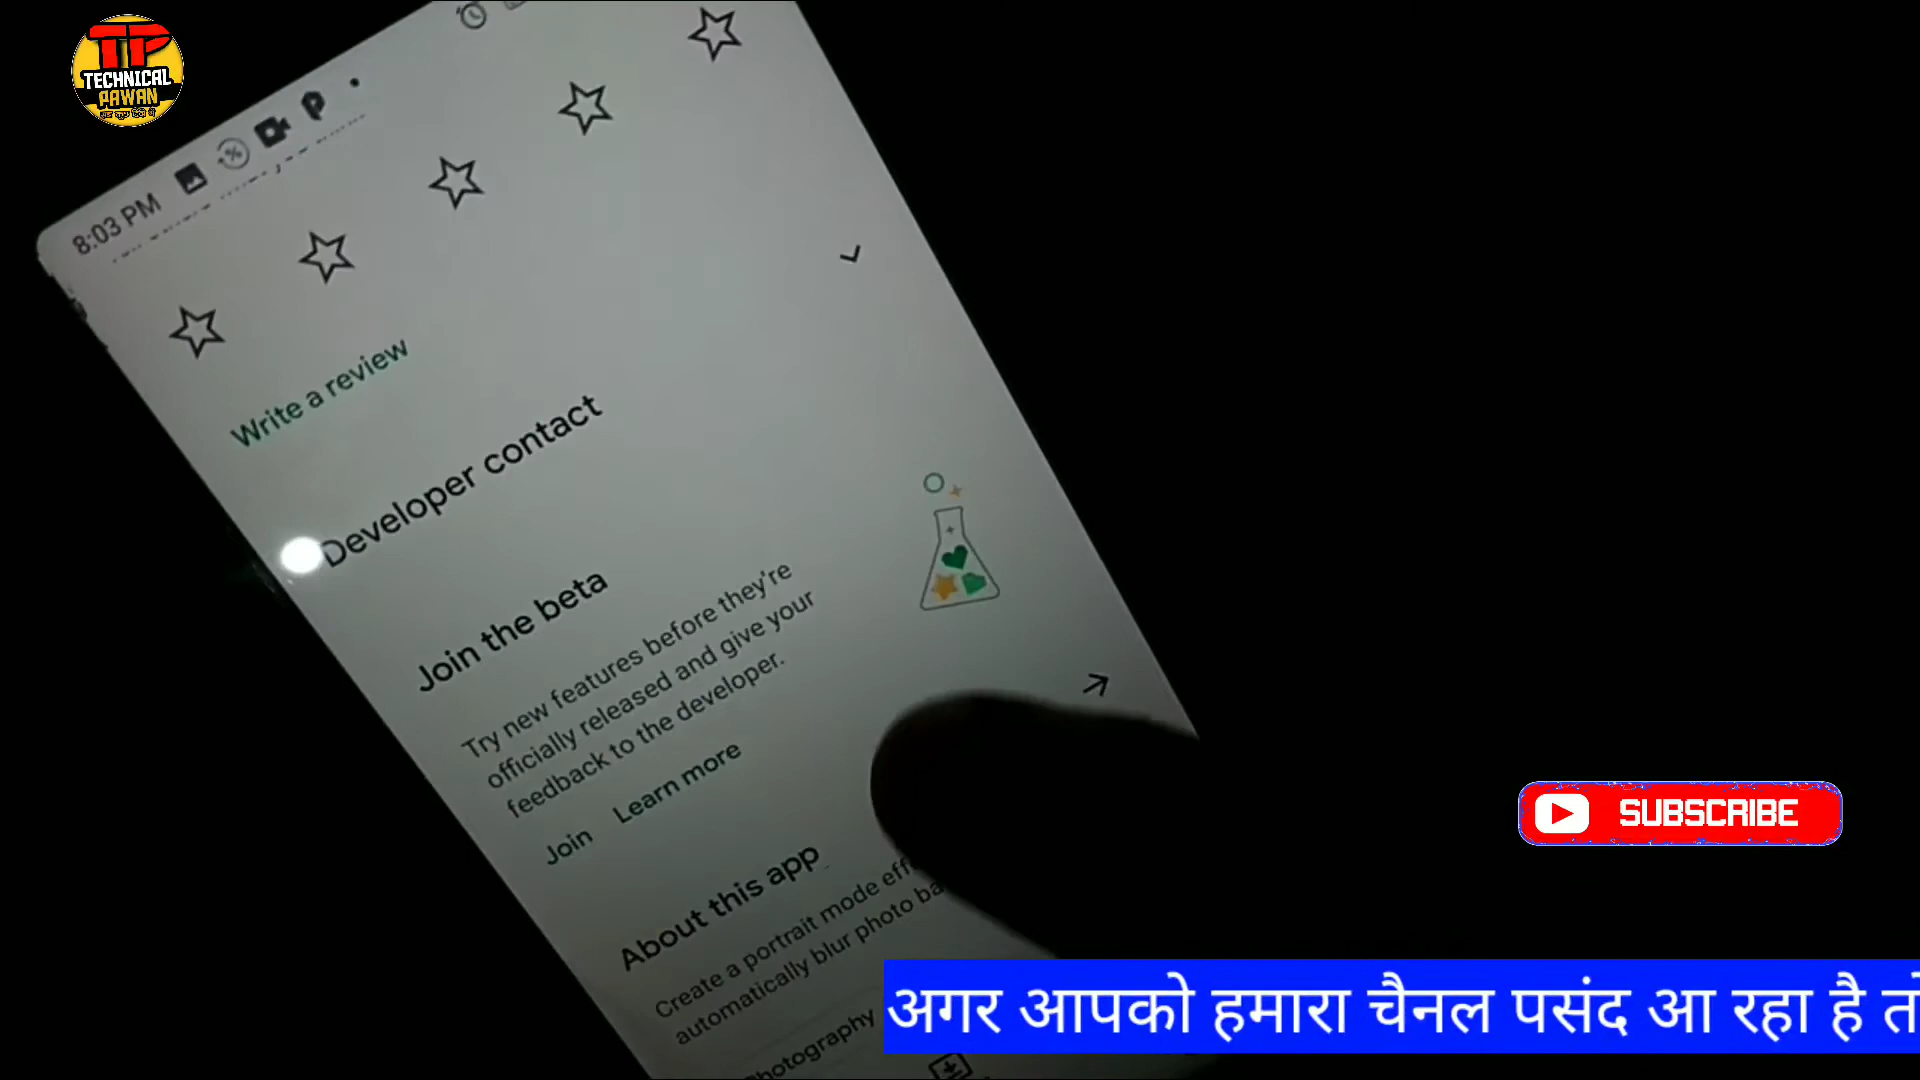 TP
TECHNICAL
PAWAN
8:03 PM
Write a review
Developer contact
Join the beta
Try new features before they're
officially released and give your
feedback to the developer.
Join Learn more
About this app
Create a portrait mode
automatically blur photo
Photography
SUBSCRIBE
अगर आपको हमारा चैनल पसंद आ रहा है तो